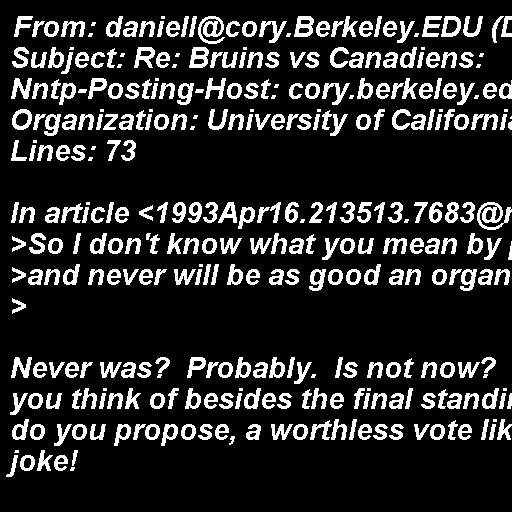 From: daniell@cory.Berkeley.EDU (D
Subject: Re: Bruins vs Canadiens:
Nntp-Posting-Host: cory.berkeley.ed
Organization: University of California
Lines: 73

In article <1993Apr16.213513.7683@
>So I don't know what you mean by
>and never will be as good an organ
>

Never was?  Probably.  Is not now?
you think of besides the final standin
do you propose, a worthless vote lik
joke!